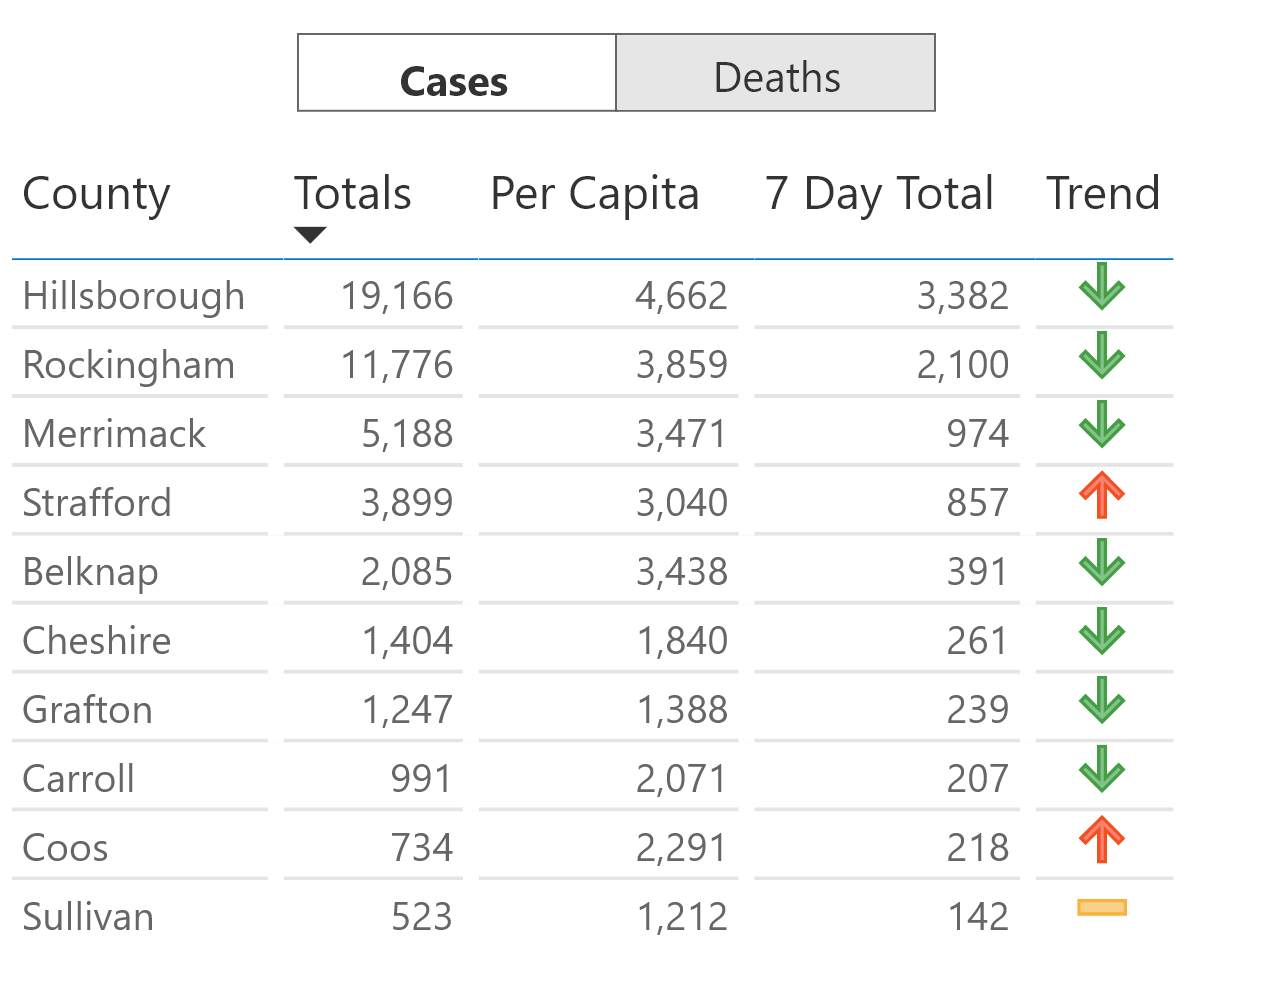 Cases Deaths
County Totals Per Capita 7 Day Total Trend
Hillsborough 19,166 4,662 3,382
Rockingham 11,776 3,859 2,100
Merrimack 5,188 3,471 974
Strafford 3,899 3,040 857
Belknap 2,085 3,438 391
Cheshire 1,404 1,840 261
Grafton 1,247 1,388 239
Carroll 991 2,071 207
Coos 734 2,291 218
Sullivan 523 1,212 142